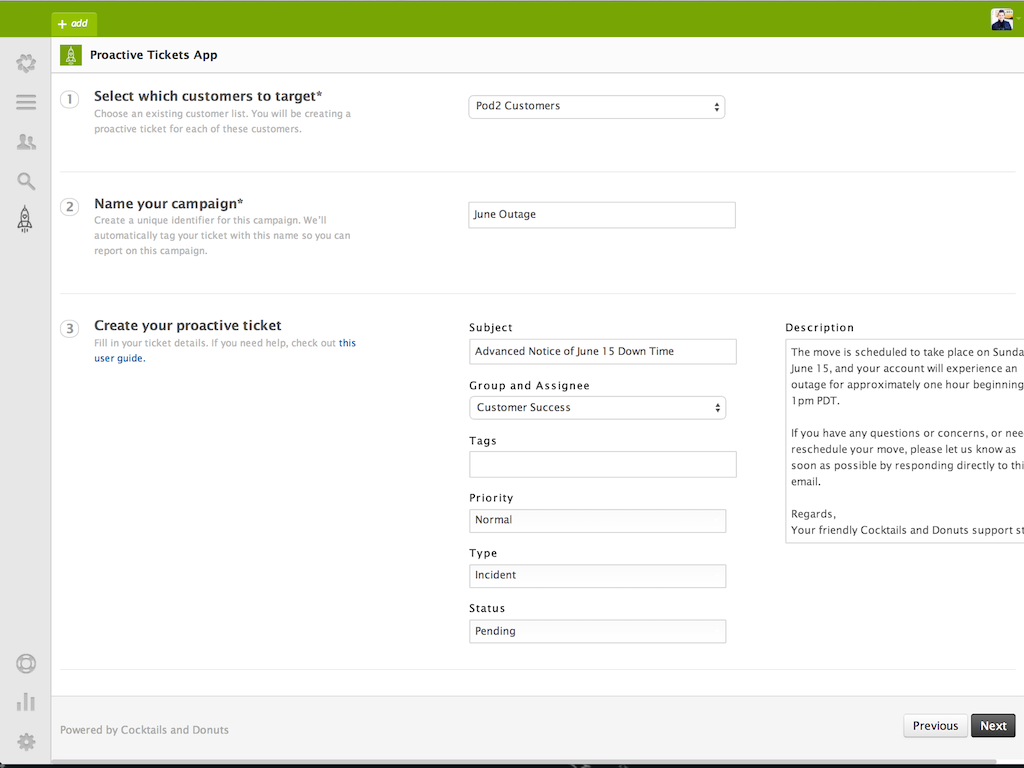 + add
Proactive Tickets App
1
Select which customers to target*
Choose an existing customer list. You will be creating a
proactive ticket for each of these customers.
Pod2 Customers
2
Name your campaign*
Create a unique identifier for this campaign. We'll
automatically tag your ticket with this name so you can
report on this campaign.
June Outage
3
Create your proactive ticket
Fill in your ticket details. If you need help, check out this
user guide.
Subject
Advanced Notice of June 15 Down Time
Group and Assignee
Customer Success
Tags
Priority
Normal
Type
Incident
Status
Pending
Description
The move is scheduled to take place on Sunda
June 15, and your account will experience an
outage for approximately one hour beginning
1pm PDT.
If you have any questions or concerns, or nee
reschedule your move, please let us know as
soon as possible by responding directly to thi
email.
Regards,
Your friendly Cocktails and Donuts support st
Powered by Cocktails and Donuts
Previous
Next